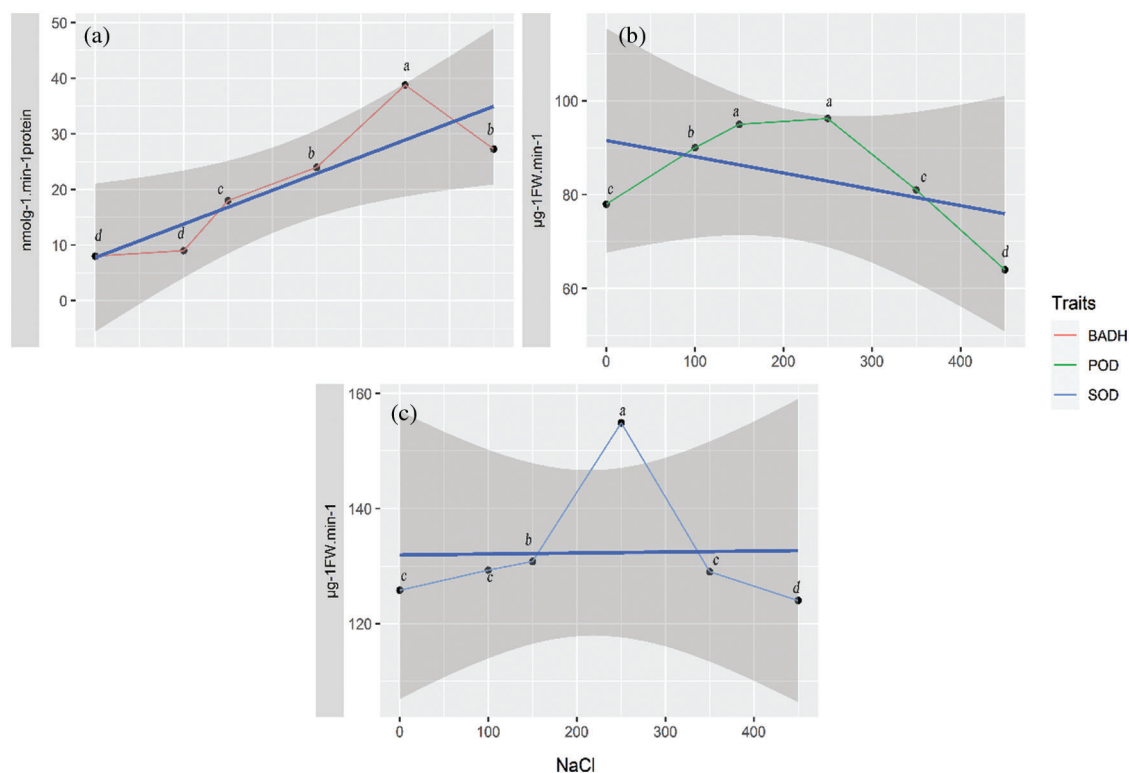 (a)
nmolg-1.min-1protein
50
40
30
20
10
0
d
d
c
b
a
b
(b)
µg-1FW.min-1
100
80
60
c
b
a
a
c
d
0
100
200
300
400
Traits
BADH
POD
SOD
(c)
µg-1FW.min-1
160
140
120
c
c
b
a
c
d
0
100
200
300
400
NaCl